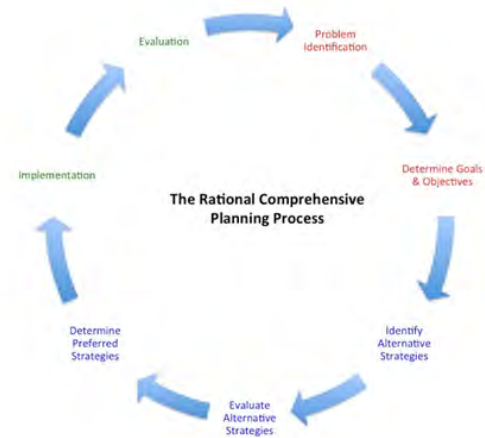 Evaluation
Problem
Identification
Implementation
Determine Goals
& Objectives
The Rational Comprehensive
Planning Process
Determine
Preferred
Strategies
Identify
Alternative
Strategies
Evaluate
Alternative
Strategies